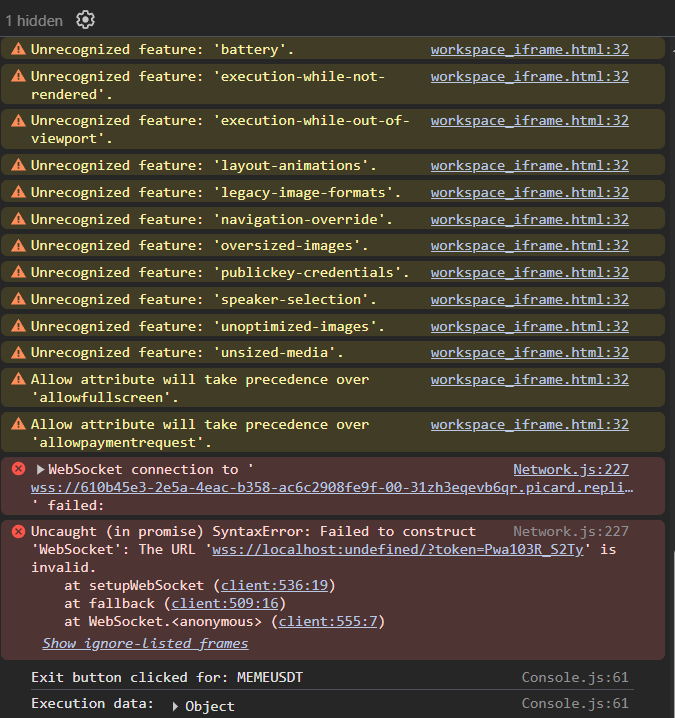 1 hidden
Unrecognized feature: 'battery'. workspace_iframe.html:32
Unrecognized feature: 'execution-while-not- workspace_iframe.html:32
rendered'.
Unrecognized feature: 'execution-while-out-of- workspace_iframe.html:32
viewport'.
Unrecognized feature: 'layout-animations'. workspace_iframe.html:32
Unrecognized feature: 'legacy-image-formats'. workspace_iframe.html:32
Unrecognized feature: 'navigation-override'. workspace_iframe.html:32
Unrecognized feature: 'oversized-images'. workspace_iframe.html:32
Unrecognized feature: 'publickey-credentials'. workspace_iframe.html:32
Unrecognized feature: 'speaker-selection'. workspace_iframe.html:32
Unrecognized feature: 'unoptimized-images'. workspace_iframe.html:32
Unrecognized feature: 'unsized-media'. workspace_iframe.html:32
Allow attribute will take precedence over workspace_iframe.html:32
'allowfullscreen'.
Allow attribute will take precedence over workspace_iframe.html:32
'allowpaymentrequest'.
WebSocket connection to ' Network.js:227
wss://610b45e3-2e5a-4eac-b358-ac6c2908fe9f-00-31zh3eqevb6qr.picard.repli…
' failed:
Uncaught (in promise) SyntaxError: Failed to construct Network.js:227
'WebSocket': The URL 'wss://localhost:undefined/?token=Pwa103R_S2Ty' is
invalid.
at setupWebSocket (client:536:19)
at fallback (client:509:16)
at WebSocket.<anonymous> (client:555:7)
Show ignore-listed frames
Exit button clicked for: MEMEUSDT Console.js:61
Execution data: Object Console.js:61